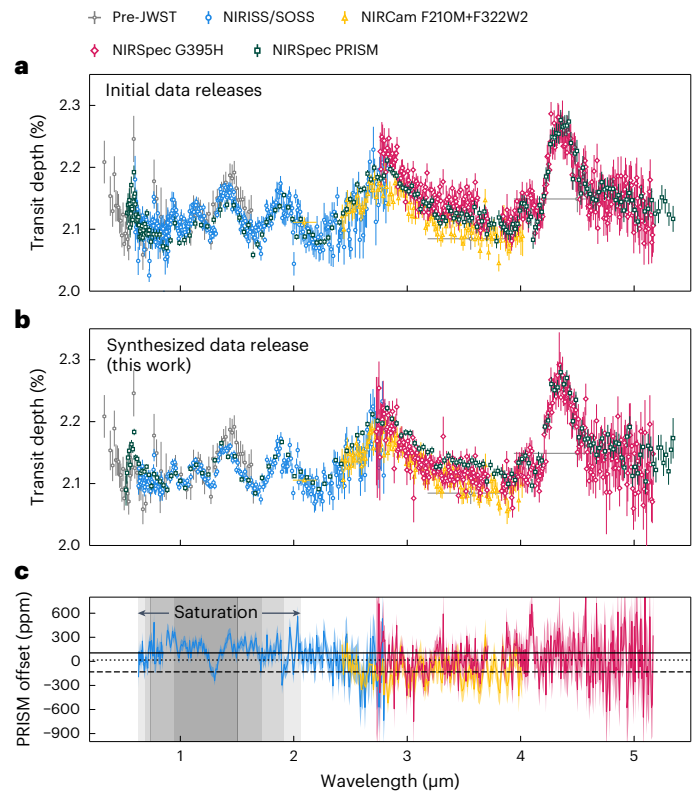 Pre-JWST NIRISS/SOSS NIRCam F210M+F322W2
NIRSpec G395H NIRSpec PRISM
a
Initial data releases
Transit depth (%)
2.3
2.2
2.1
2.0
b
Synthesized data release
(this work)
Transit depth (%)
2.3
2.2
2.1
2.0
c
Saturation
PRISM offset (ppm)
600
300
0
−300
−600
−900
1 2 3 4 5
Wavelength (μm)